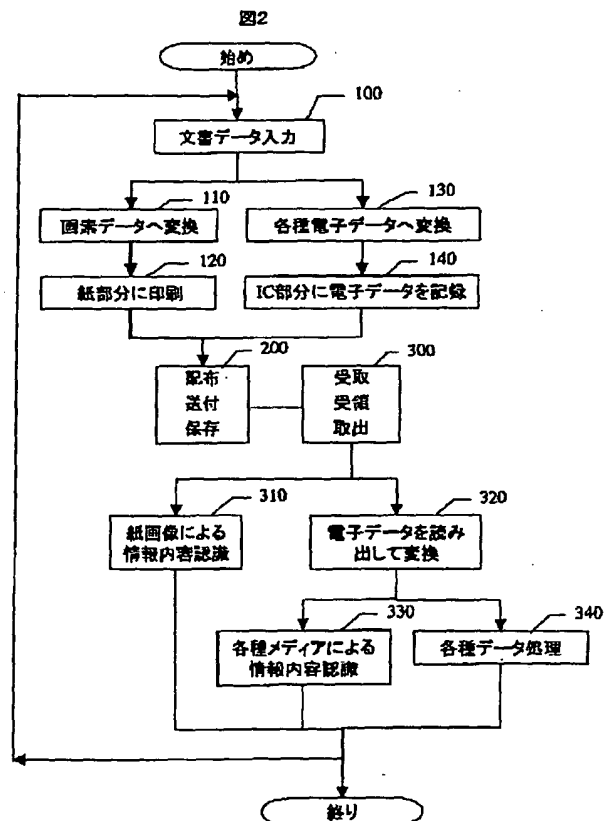 図2
始め
100
文書データ入力
110
画素データへ変換
130
各種電子データへ変換
120
紙部分に印刷
140
IC部分に電子データを記録
200
配布
送付
保存
300
受取
受領
取出
310
紙画像による
情報内容認識
320
電子データを読み
出して変換
330
各種メディアによる
情報内容認識
340
各種データ処理
終り